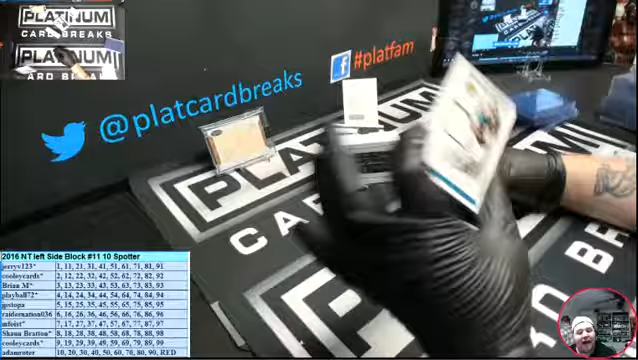 PLATINUM
CARD BREAKS
PLATINUM
@platcardbreaks
#platfam
PLATINUM
PLATINUM
2016 NT left Side Block #11 10 Spotter
jerryv123* 1, 11, 21, 31, 41, 51, 61, 71, 81, 91
cooleycards* 2, 12, 22, 32, 42, 52, 62, 72, 82, 92
Brian M* 3, 13, 23, 33, 43, 53, 63, 73, 83, 93
playball72* 4, 14, 24, 34, 44, 54, 64, 74, 84, 94
gostopa 5, 15, 25, 35, 45, 55, 65, 75, 85, 95
raidernation036 6, 16, 26, 36, 46, 56, 66, 76, 86, 96
mfoist* 7, 17, 27, 37, 47, 57, 67, 77, 87, 97
Shaun Bratton* 8, 18, 28, 38, 48, 58, 68, 78, 88, 98
cooleycards* 9, 19, 29, 39, 49, 59, 69, 79, 89, 99
adamroter 10, 20, 30, 40, 50, 60, 70, 80, 90, RED